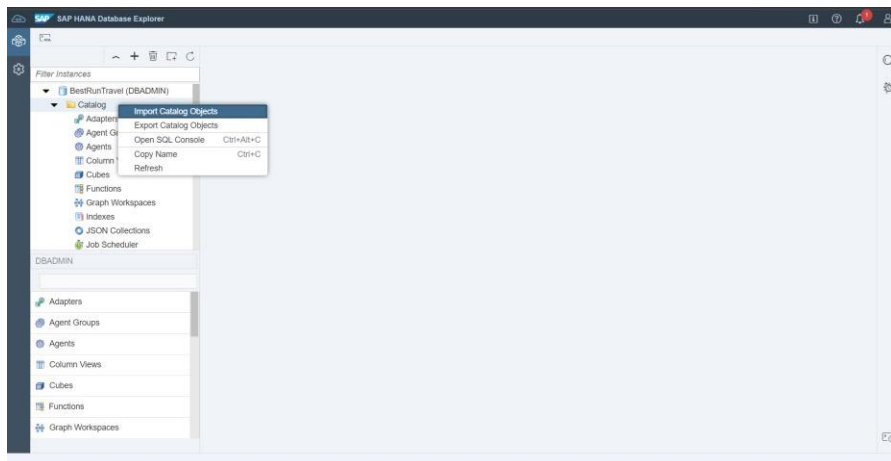 SAP SAP HANA Database Explorer
Filter Instances
BestRunTravel (DBADMIN)
Catalog
Import Catalog Objects
Adapters
Export Catalog Objects
Agent Gr
Open SQL Console Ctrl+Alt+C
Agents
Copy Name Ctrl+C
Column
Refresh
Cubes
Functions
Graph Workspaces
Indexes
JSON Collections
Job Scheduler
DBADMIN
Adapters
Agent Groups
Agents
Column Views
Cubes
Functions
Graph Workspaces